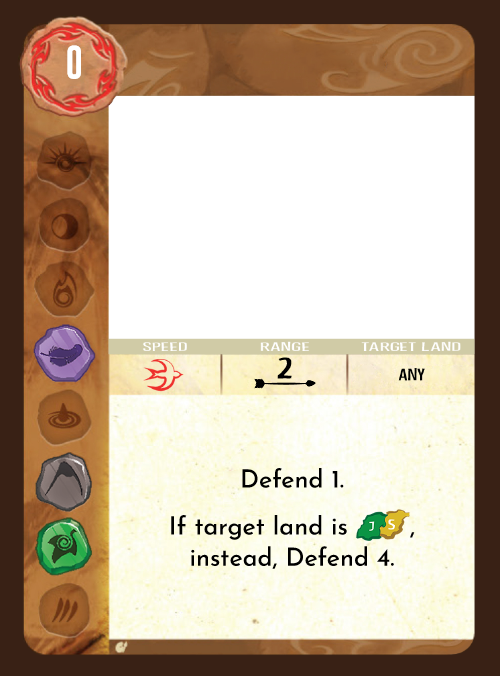 0
SPEED RANGE TARGET LAND
2 ANY
Defend 1.
If target land is J S,
instead, Defend 4.